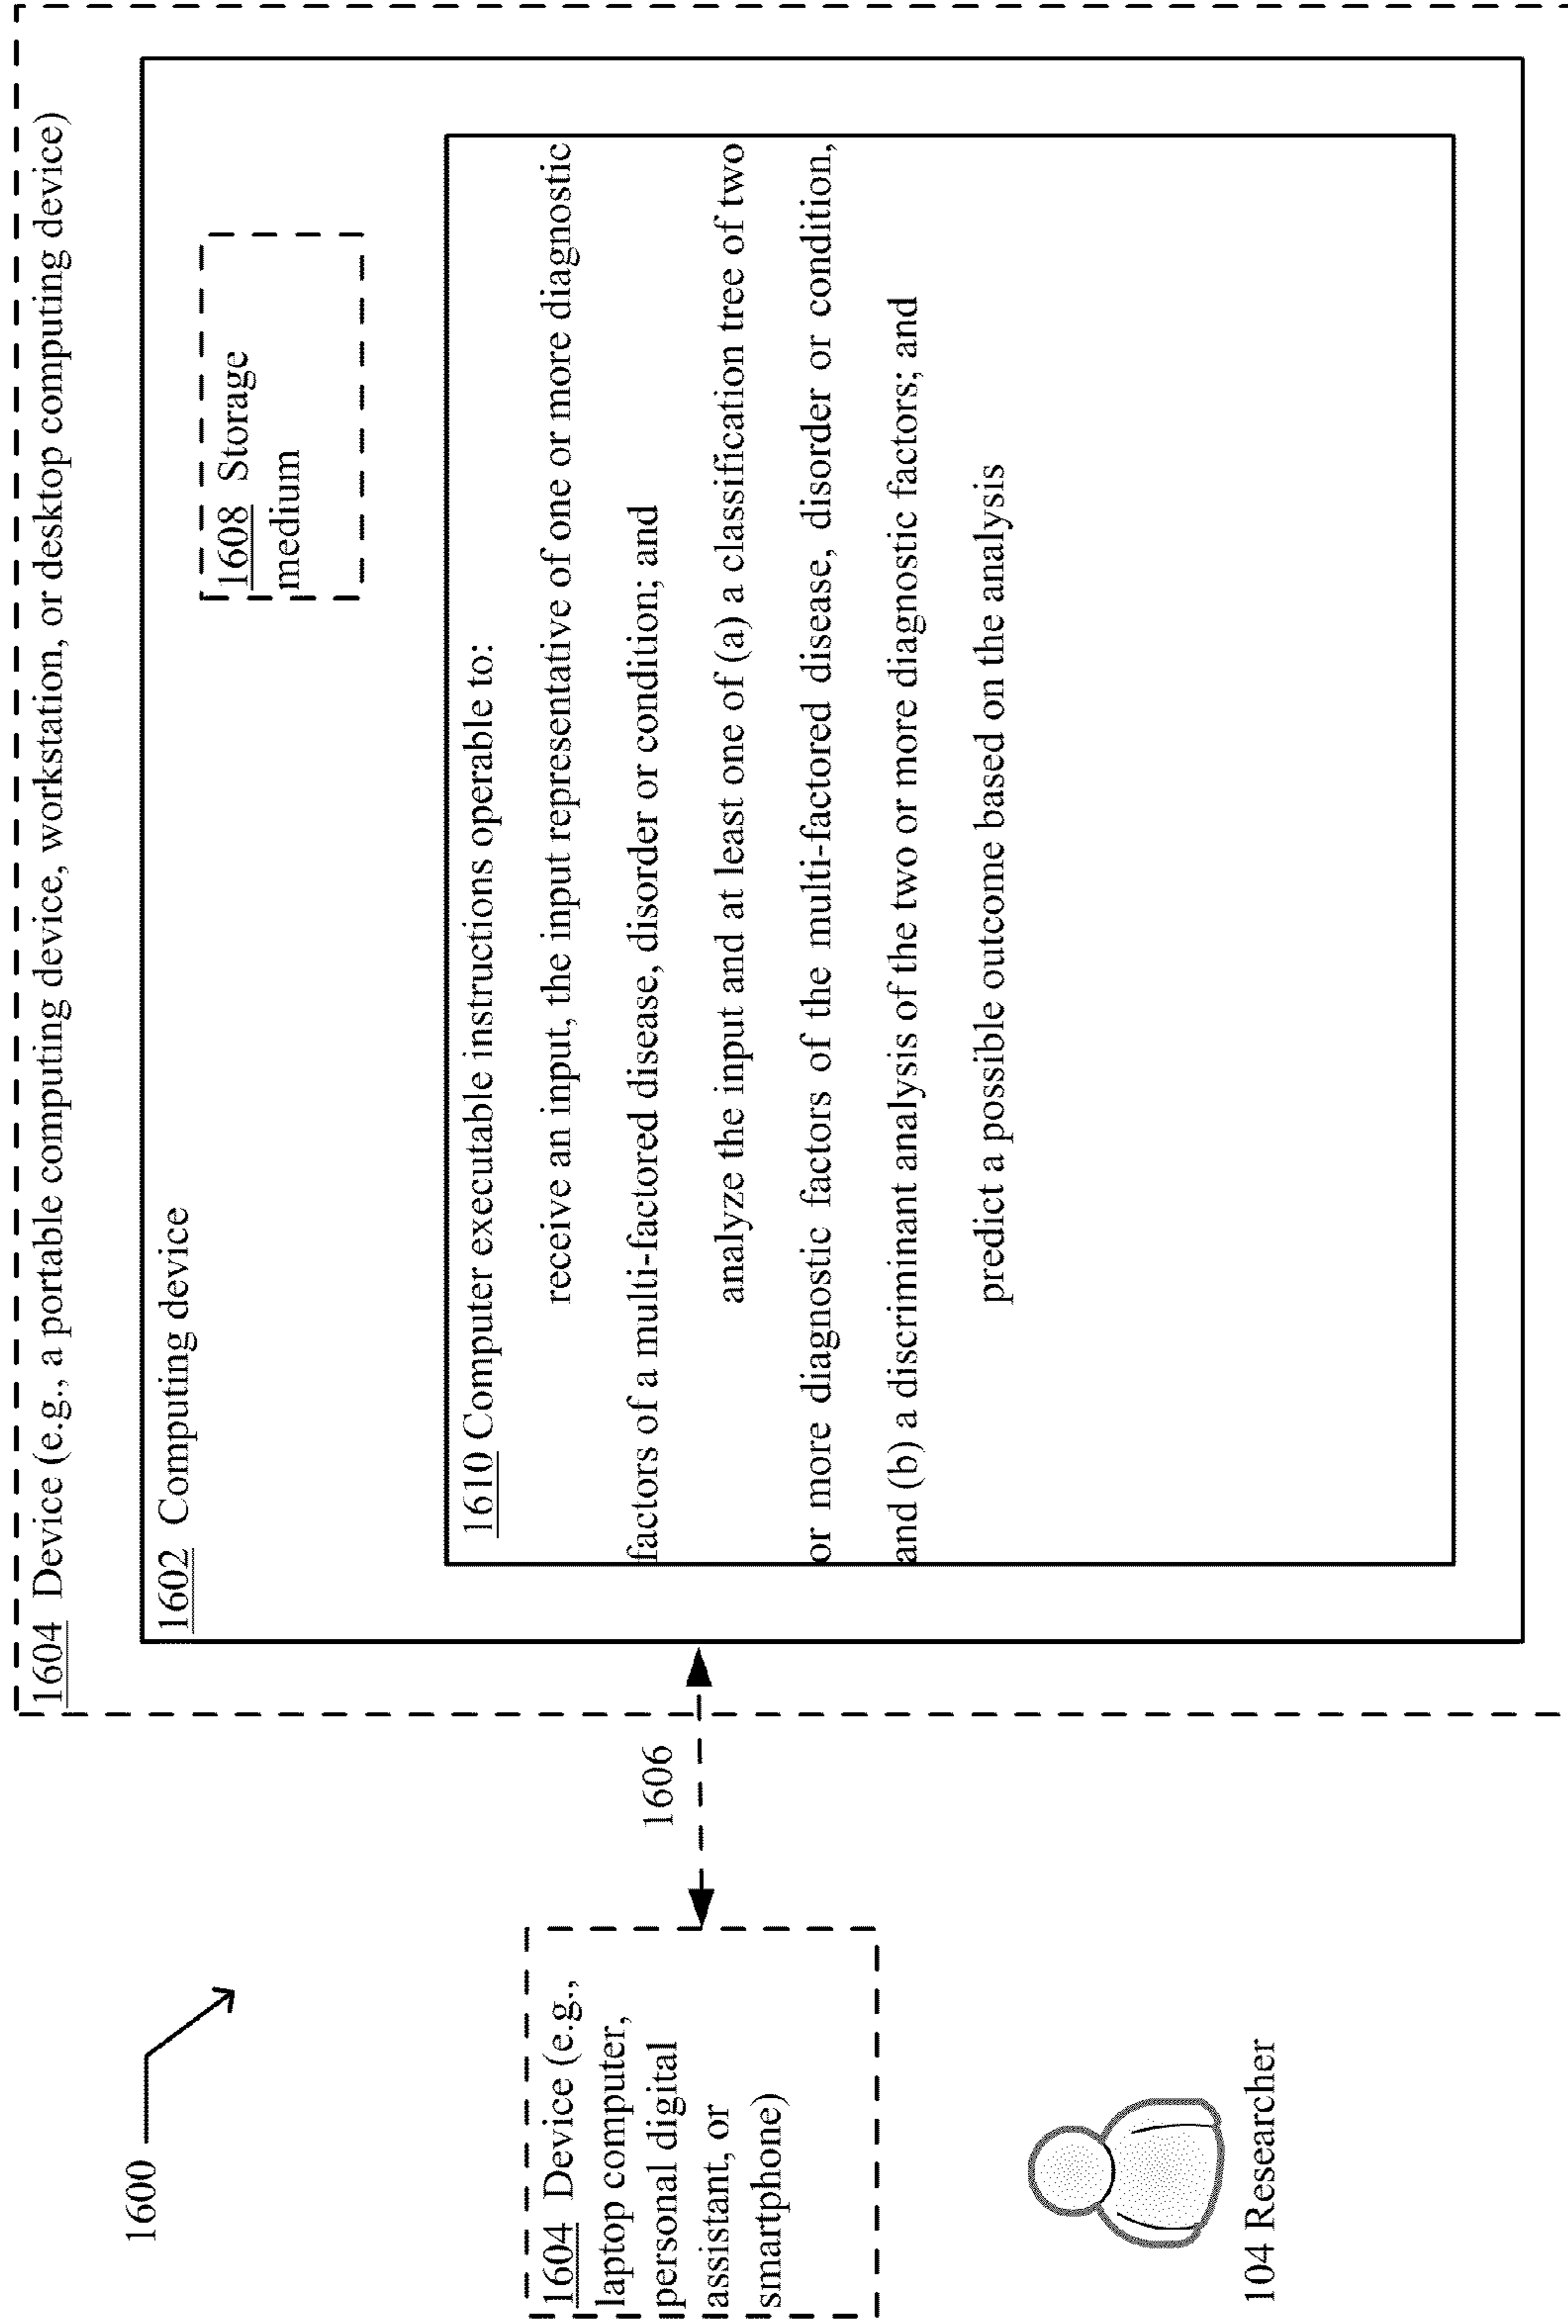 1600
1604 Device (e.g., a portable computing device, workstation, or desktop computing device)
1602 Computing device
1608 Storage
medium
1610 Computer executable instructions operable to:
receive an input, the input representative of one or more diagnostic
factors of a multi-factored disease, disorder or condition; and
analyze the input and at least one of (a) a classification tree of two
or more diagnostic factors of the multi-factored disease, disorder or condition,
and (b) a discriminant analysis of the two or more diagnostic factors; and
predict a possible outcome based on the analysis
1606
1604 Device (e.g.,
laptop computer,
personal digital
assistant, or
smartphone)
104 Researcher